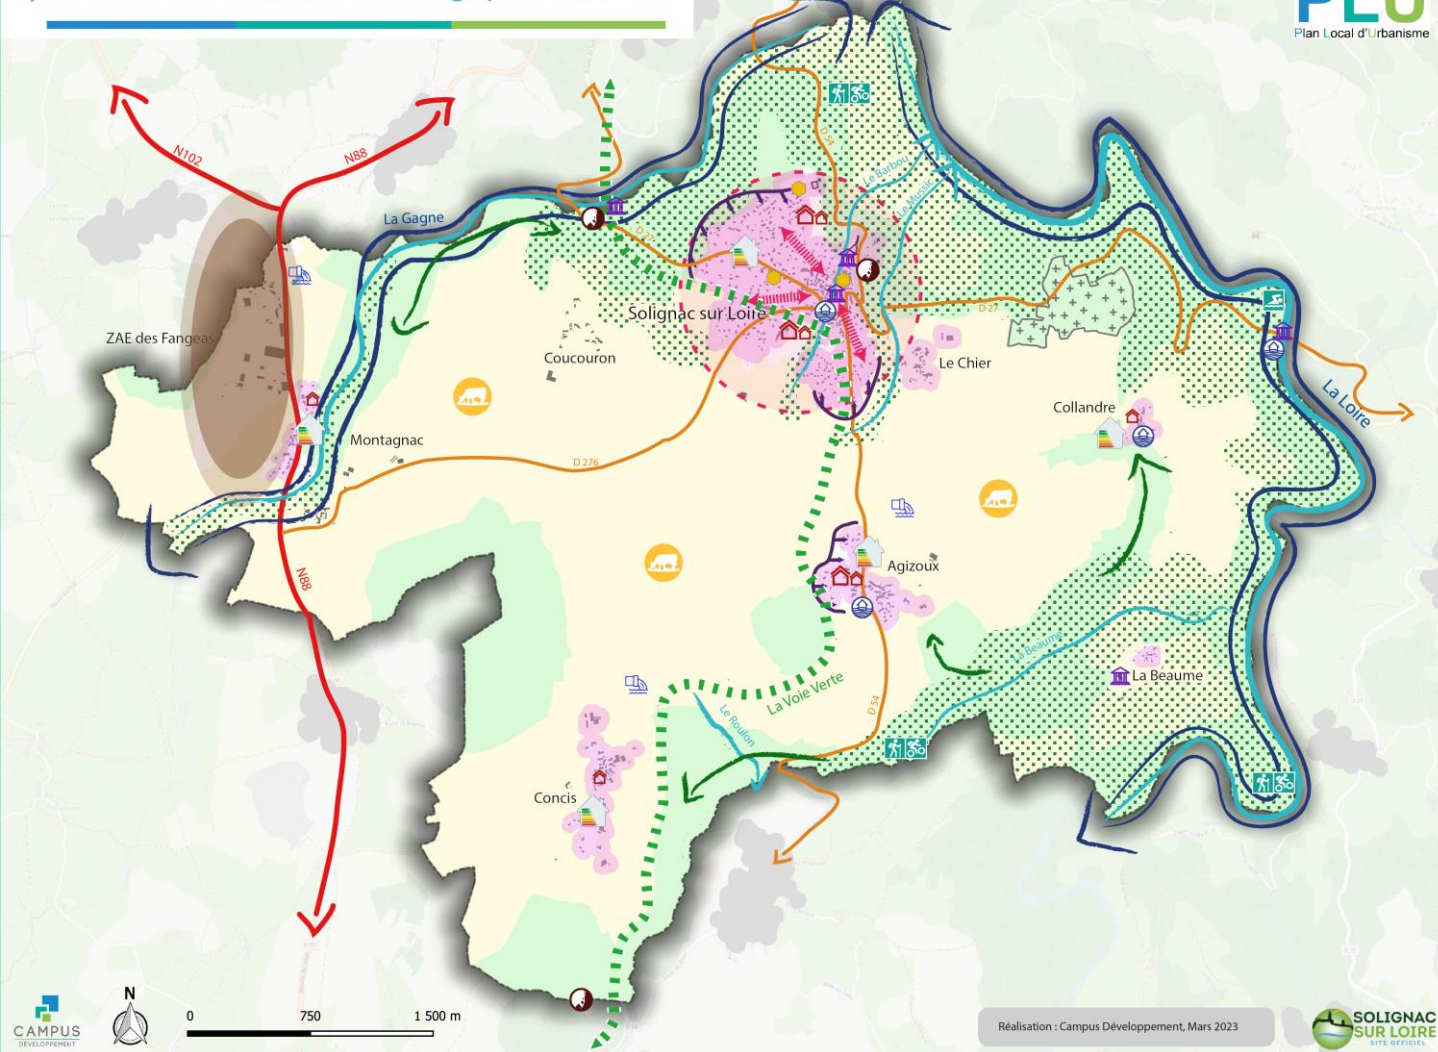 PLU
Plan Local d'Urbanisme
N102
N88
La Gagne
D 54
Le Barbou
D 27
ZAE des Fangeas
Coucouron
Solignac sur Loire
D 27
Le Chier
Collandre
La Loire
Montagnac
D 276
N88
Agizoux
La Beaume
La Beaume
La Voie Verte
D 54
Le Roulon
Concis
N
0 750 1 500 m
CAMPUS
DÉVELOPPEMENT
Réalisation : Campus Développement, Mars 2023
SOLIGNAC
SUR LOIRE
SITE OFFICIEL